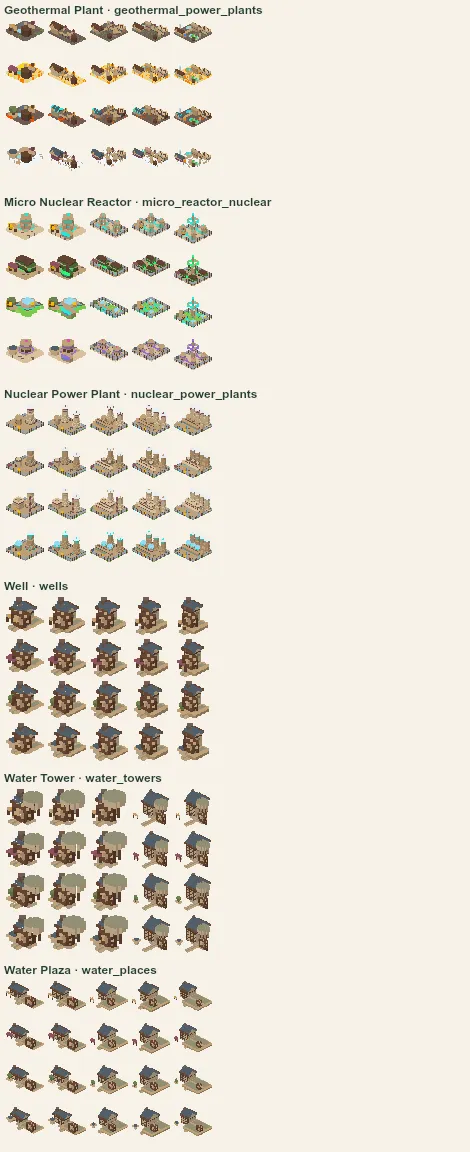 Geothermal Plant · geothermal_power_plants
Micro Nuclear Reactor · micro_reactor_nuclear
Nuclear Power Plant · nuclear_power_plants
Well · wells
Water Tower · water_towers
Water Plaza · water_places